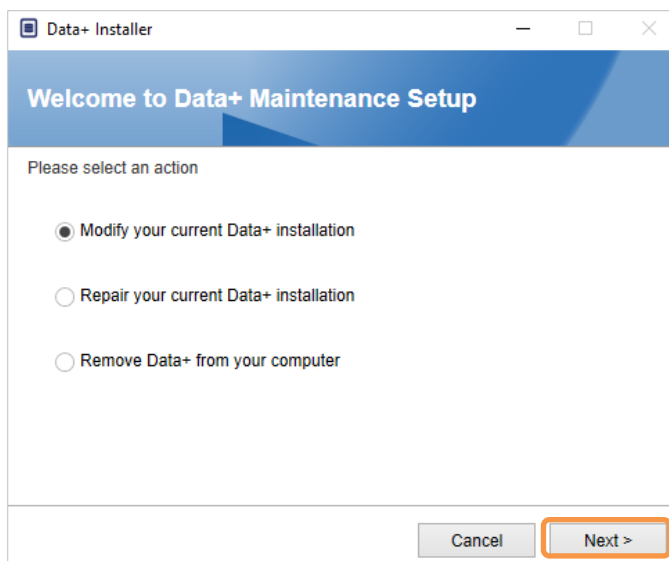 Data+ Installer
Welcome to Data+ Maintenance Setup
Please select an action
Modify your current Data+ installation
Repair your current Data+ installation
Remove Data+ from your computer
Cancel Next >